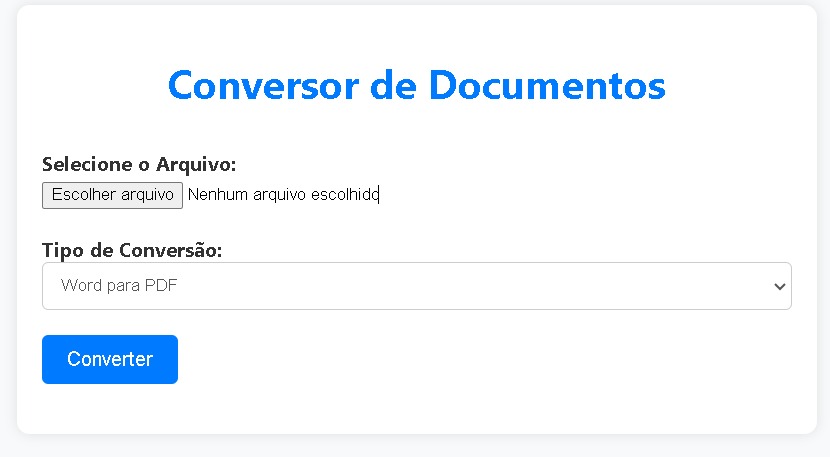 Conversor de Documentos
Selecione o Arquivo:
Escolher arquivo Nenhum arquivo escolhido
Tipo de Conversão:
Word para PDF
Converter